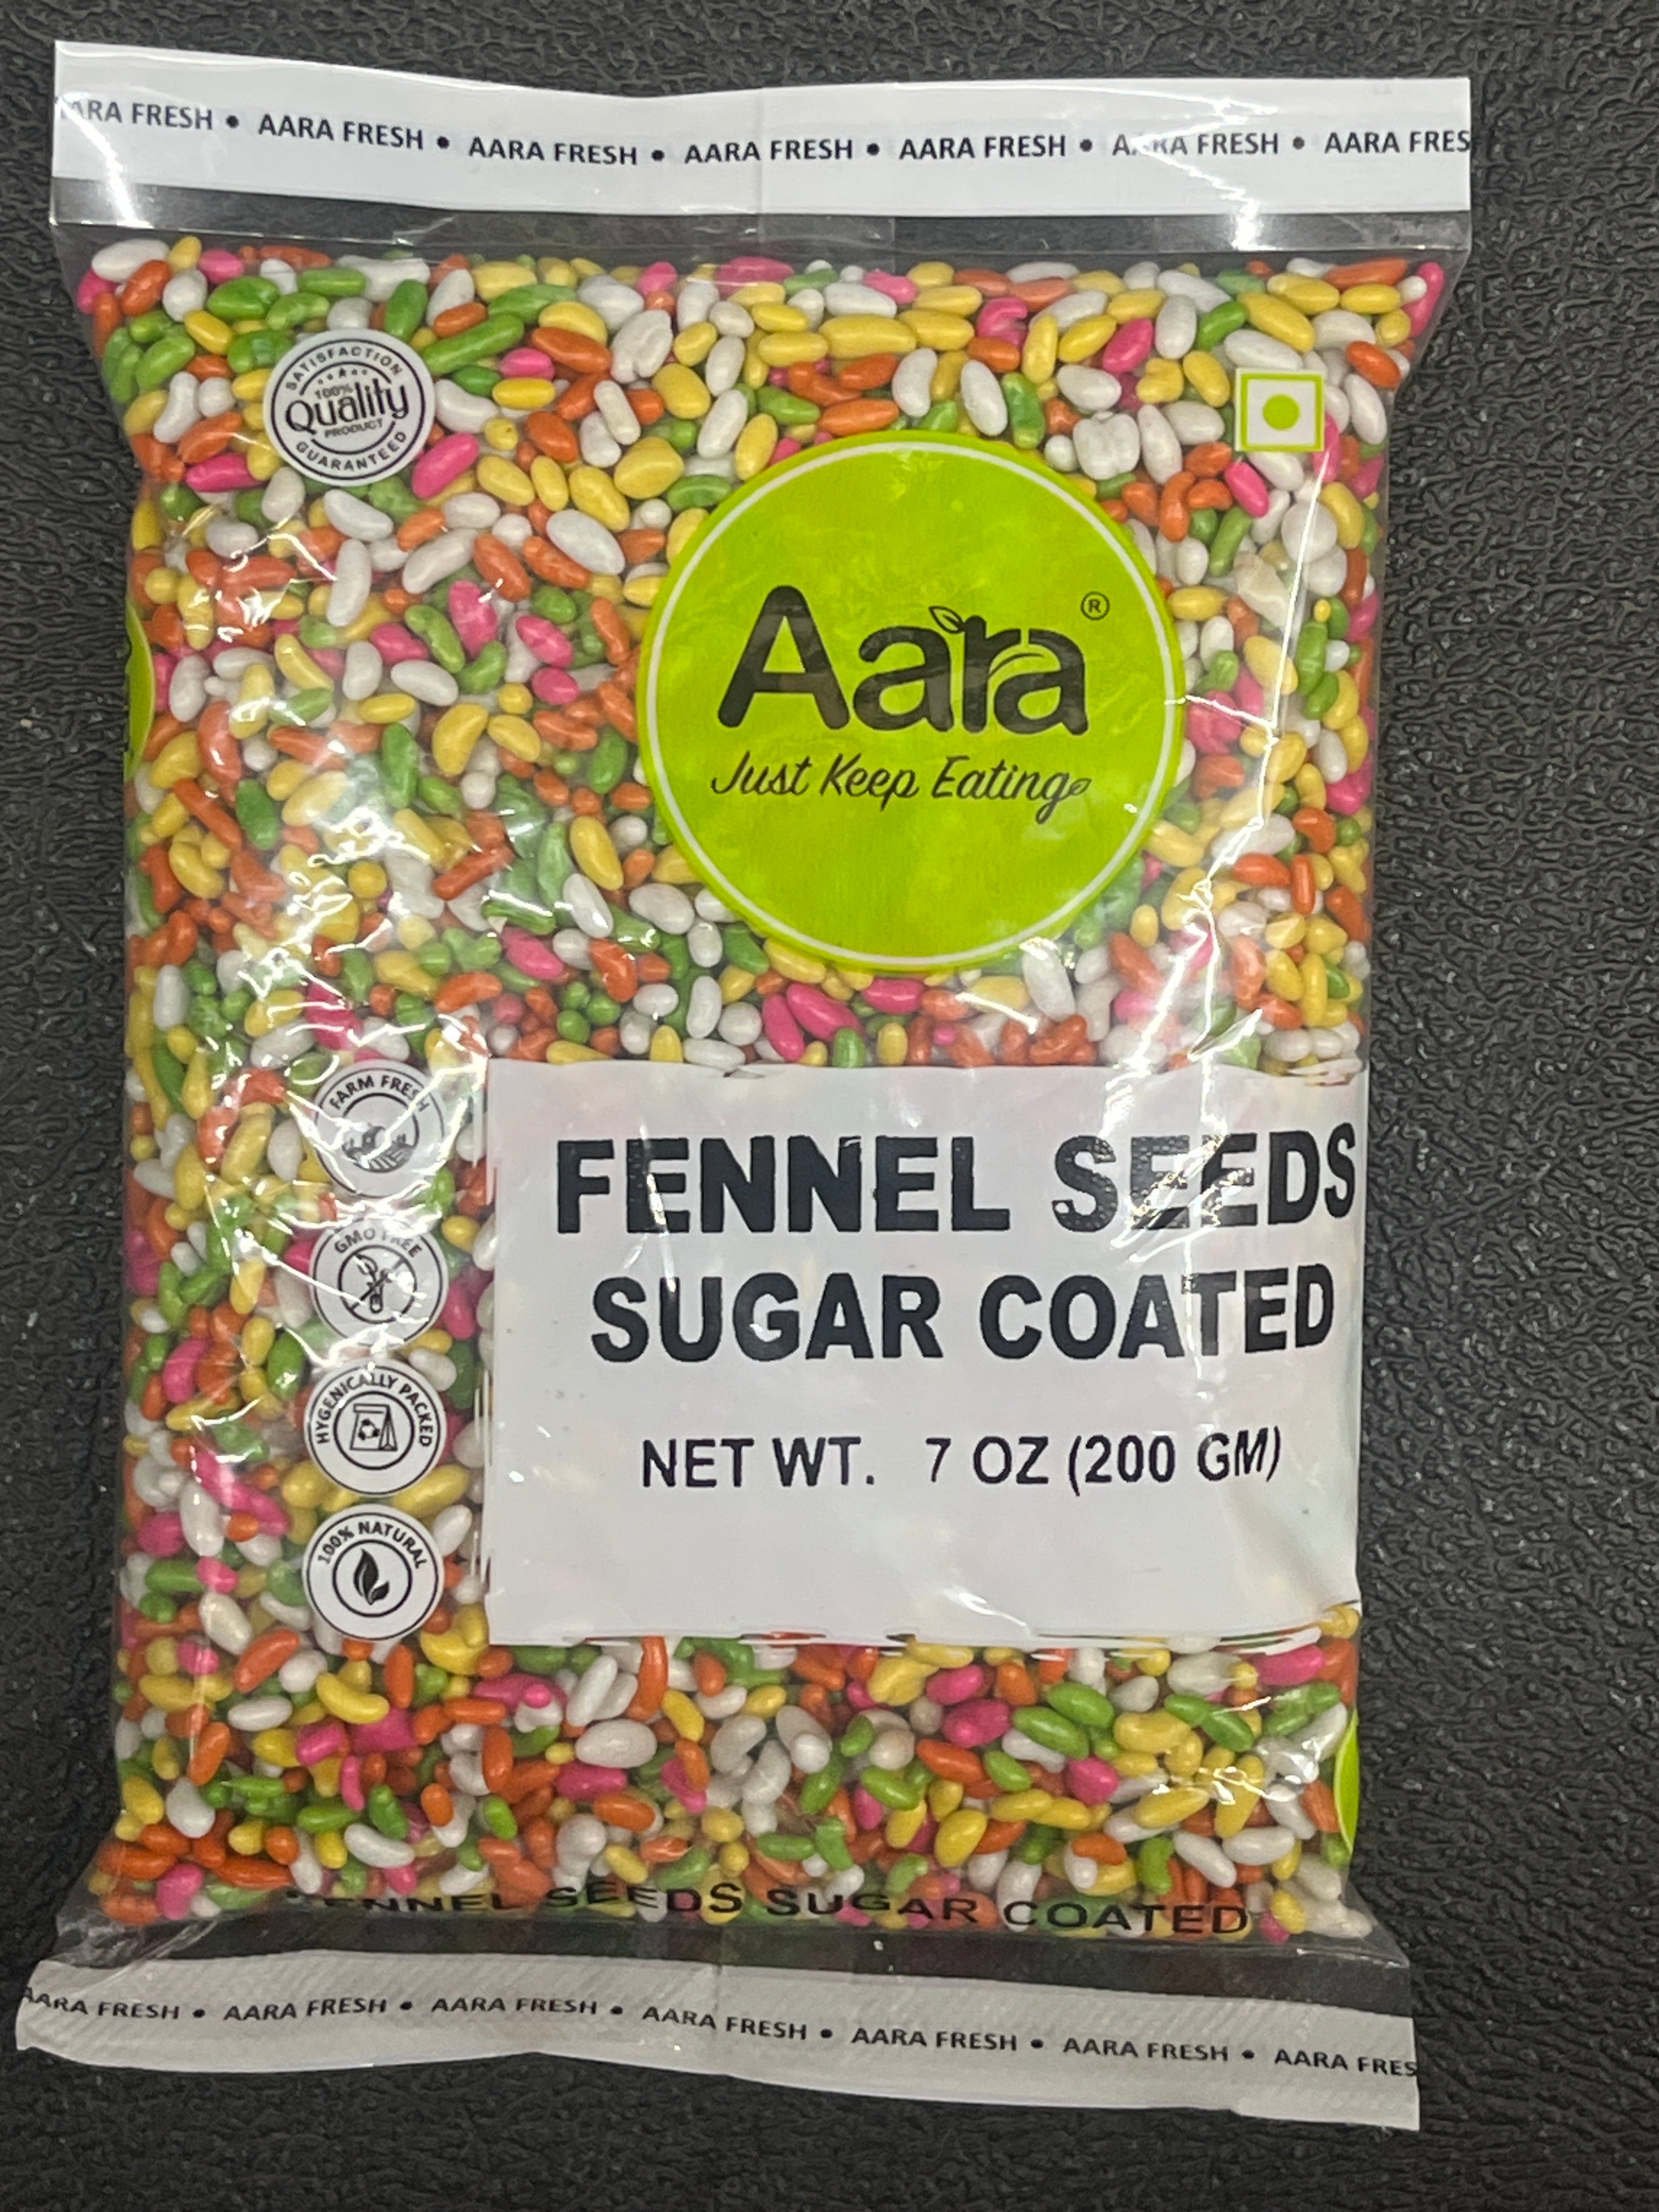 ARA FRESH • AARA FRESH • AARA FRESH • AARA FRESH • AARA FRESH • AARA FRESH • AARA FRES
SATISFACTION
100%
Quality
PRODUCT
GUARANTEED
Aara®
Just Keep Eating
FARM FRESH
FENNEL SEEDS
GMO FREE
SUGAR COATED
HYGENICALLY PACKED
NET WT. 7 OZ (200 GM)
100% NATURAL
FENNEL SEEDS SUGAR COATED
AARA FRESH • AARA FRESH • AARA FRESH • AARA FRESH • AARA FRESH • AARA FRESH • AARA FRES